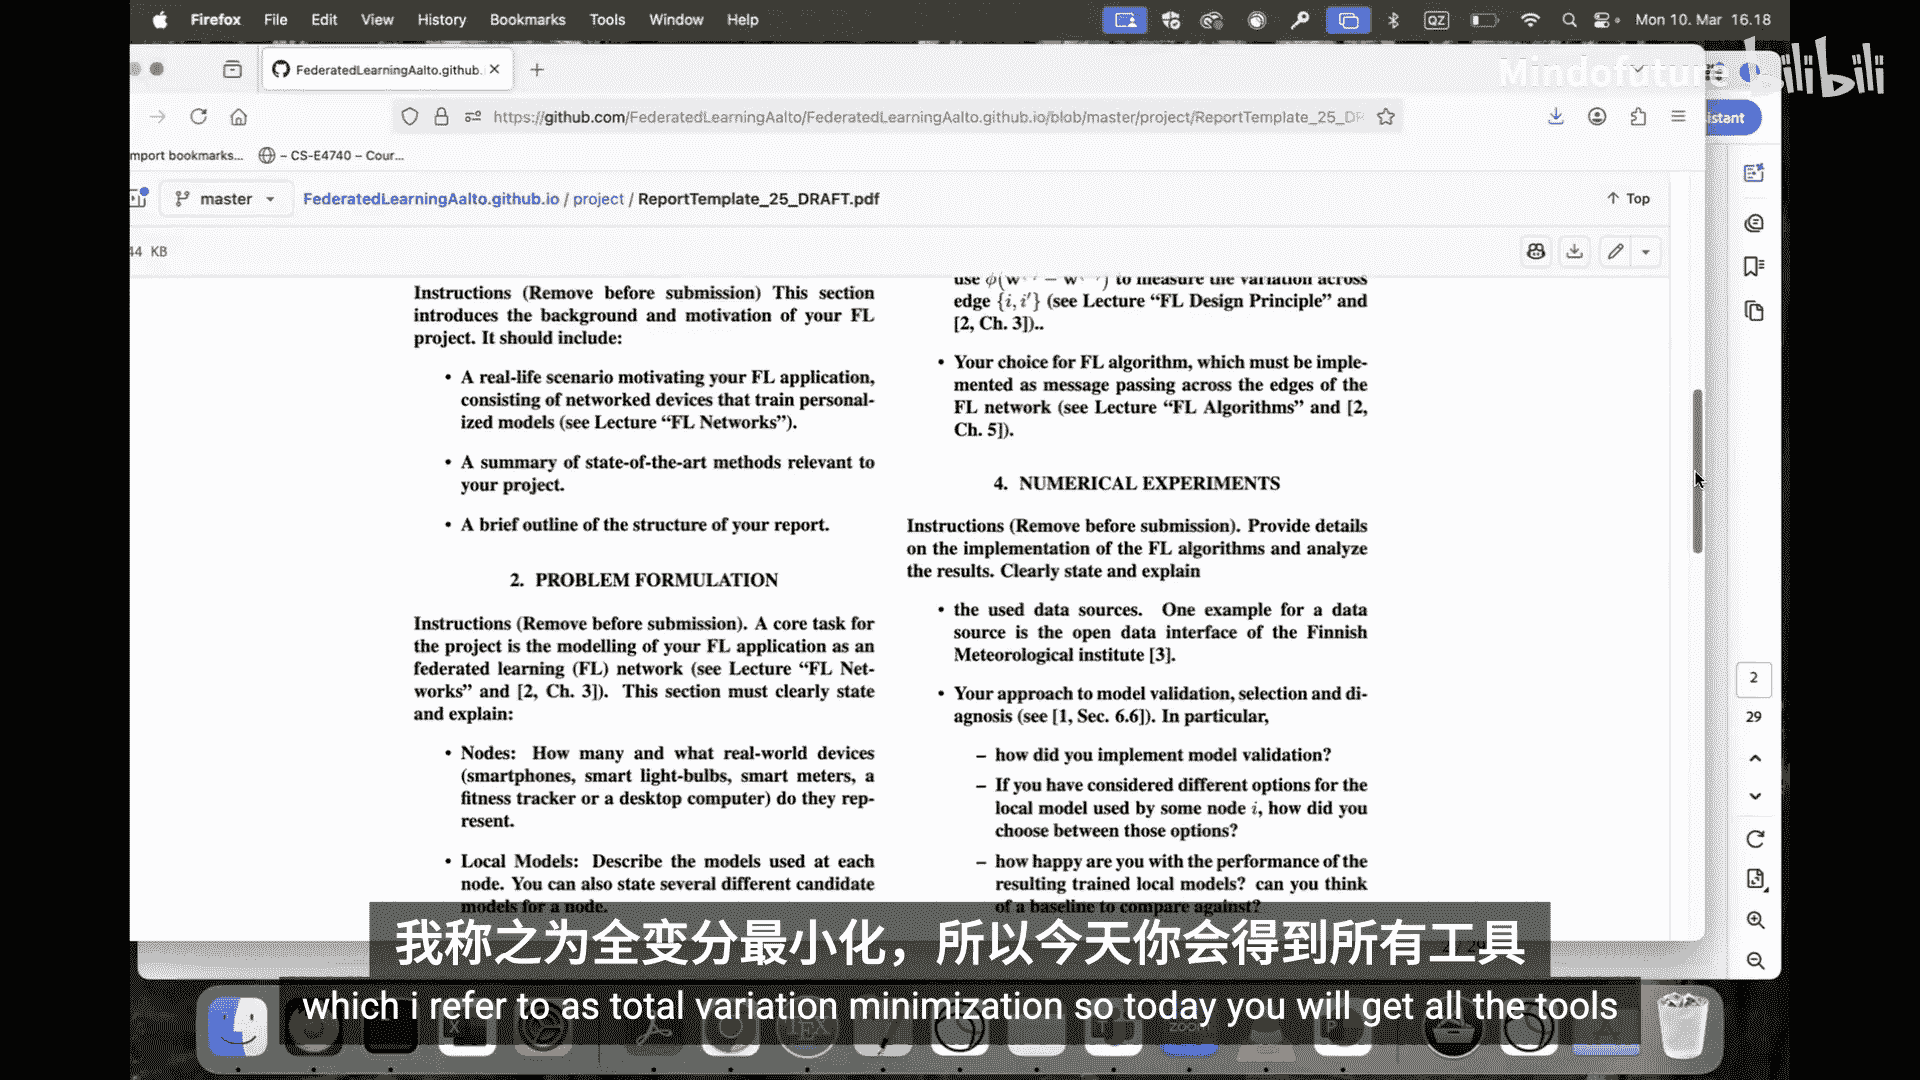 Firefox File Edit View History Bookmarks Tools Window Help
QZ
Mon 10. Mar 16.18
Mindofuture
bilibili
FederatedLearningAalto.github.
https://github.com/FederatedLearningAalto/FederatedLearningAalto.github.io/blob/master/project/ReportTemplate_25_DR
istant
mport bookmarks...
– CS-E4740 – Cour...
master
FederatedLearningAalto.github.io / project / ReportTemplate_25_DRAFT.pdf
Top
44 KB
Instructions (Remove before submission) This section
introduces the background and motivation of your FL
project. It should include:
• A real-life scenario motivating your FL application,
consisting of networked devices that train personal-
ized models (see Lecture “FL Networks”).
• A summary of state-of-the-art methods relevant to
your project.
• A brief outline of the structure of your report.
2. PROBLEM FORMULATION
Instructions (Remove before submission). A core task for
the project is the modelling of your FL application as an
federated learning (FL) network (see Lecture “FL Net-
works” and [2, Ch. 3]). This section must clearly state
and explain:
• Nodes: How many and what real-world devices
(smartphones, smart light-bulbs, smart meters, a
fitness tracker or a desktop computer) do they rep-
resent.
• Local Models: Describe the models used at each
node. You can also state several different candidate
models for a node.
use ϕ(w − w) to measure the variation across
edge {i, i′} (see Lecture “FL Design Principle” and
[2, Ch. 3])..
• Your choice for FL algorithm, which must be imple-
mented as message passing across the edges of the
FL network (see Lecture “FL Algorithms” and [2,
Ch. 5]).
4. NUMERICAL EXPERIMENTS
Instructions (Remove before submission). Provide details
on the implementation of the FL algorithms and analyze
the results. Clearly state and explain
• the used data sources. One example for a data
source is the open data interface of the Finnish
Meteorological institute [3].
• Your approach to model validation, selection and di-
agnosis (see [1, Sec. 6.6]). In particular,
– how did you implement model validation?
– If you have considered different options for the
local model used by some node i, how did you
choose between those options?
– how happy are you with the performance of the
resulting trained local models? can you think
of a baseline to compare against?
2
29
我称之为全变分最小化，所以今天你会得到所有工具
which i refer to as total variation minimization so today you will get all the tools